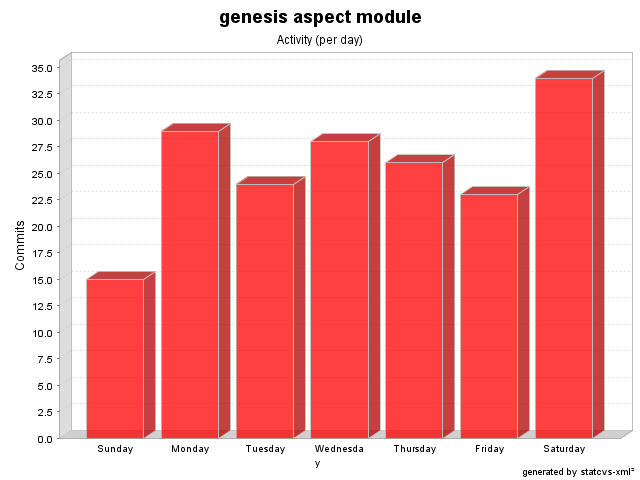 genesis aspect module
Activity (per day)
Commits
35.0
32.5
30.0
27.5
25.0
22.5
20.0
17.5
15.0
12.5
10.0
7.5
5.0
2.5
0.0
Sunday
Monday
Tuesday
Wednesda
y
Thursday
Friday
Saturday
generated by statcvs-xml²